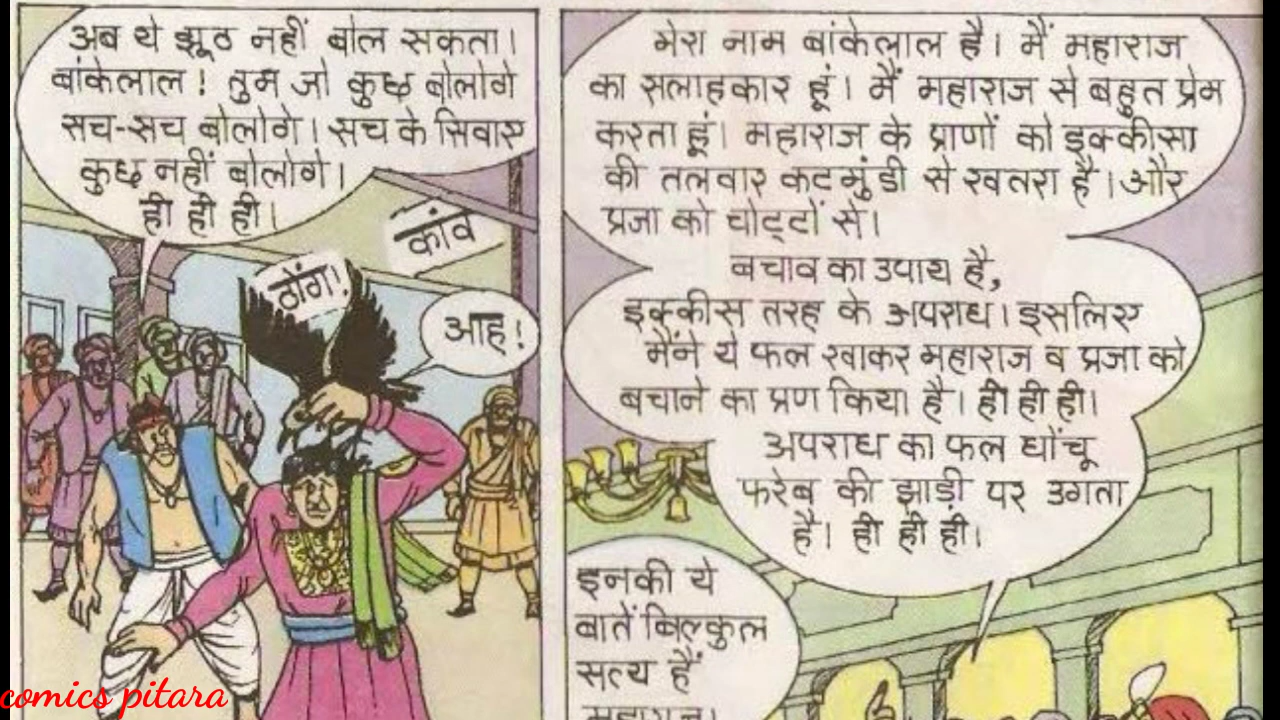 अब ये झूठ नहीं बोल सकता।
बांकेलाल! तुम जो कुछ बोलोगे
सच-सच बोलोगे। सच के सिवाए
कुछ नहीं बोलोगे।
ही ही ही।
कांव
ठोंग!
आह!
मेरा नाम बांकेलाल है। मैं महाराज
का सलाहकार हूं। मैं महाराज से बहुत प्रेम
करता हूं। महाराज के प्राणों को इक्कीसा
की तलवार कटमुंडी से खतरा है। और
प्रजा को चोट्टों से।
बचाव का उपाय है,
इक्कीस तरह के अपराध। इसलिए
मैंने ये फल खाकर महाराज व प्रजा को
बचाने का प्रण किया है। ही ही ही।
अपराध का फल घोंचू
फरेब की झाड़ी पर उगता
है। ही ही ही।
इनकी ये
बातें बिल्कुल
सत्य हैं
महाराज।
comics pitara